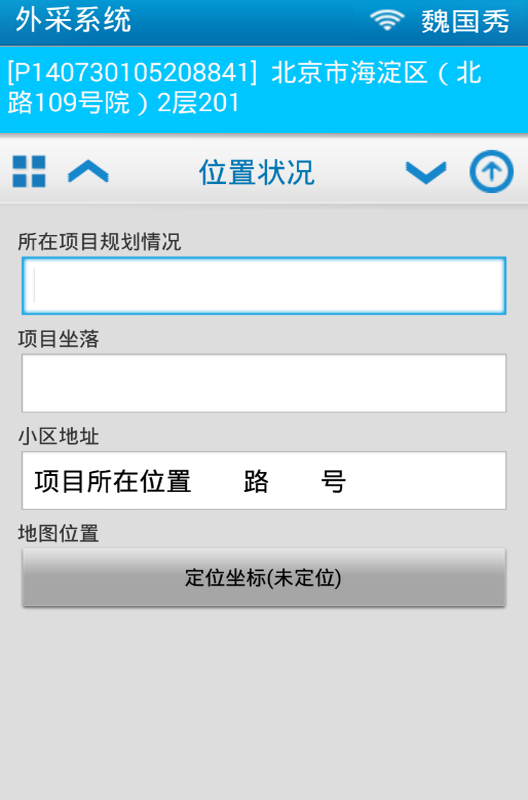 外采系统 魏国秀
[P140730105208841] 北京市海淀区（北
路109号院）2层201
位置状况
所在项目规划情况
项目坐落
小区地址
项目所在位置 路 号
地图位置
定位坐标(未定位)